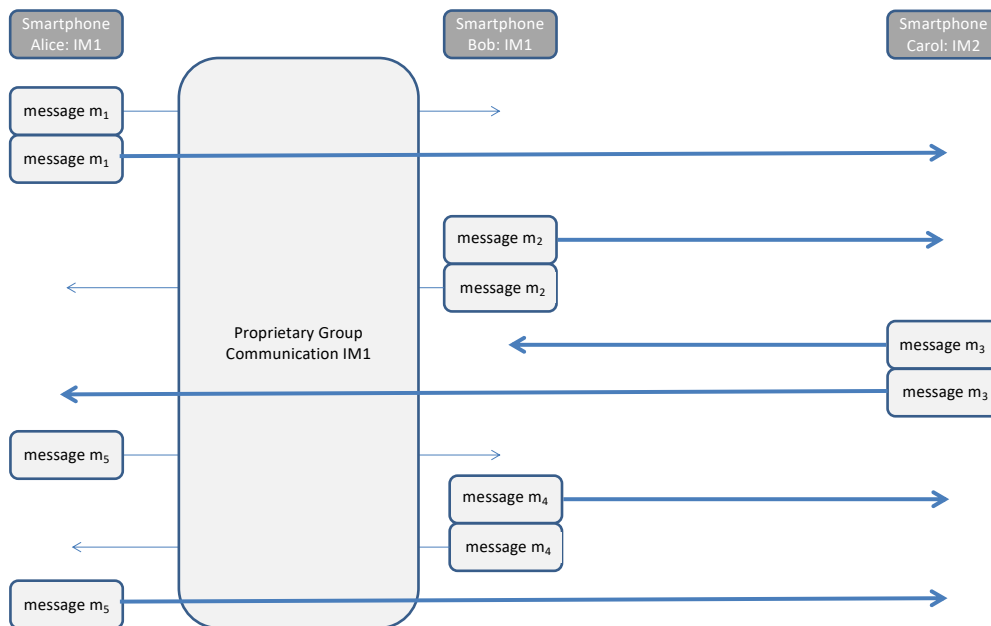 Smartphone
Alice: IM1
Smartphone
Bob: IM1
Smartphone
Carol: IM2
message m₁
message m₁
message m₂
message m₂
Proprietary Group
Communication IM1
message m₃
message m₃
message m₅
message m₄
message m₄
message m₅